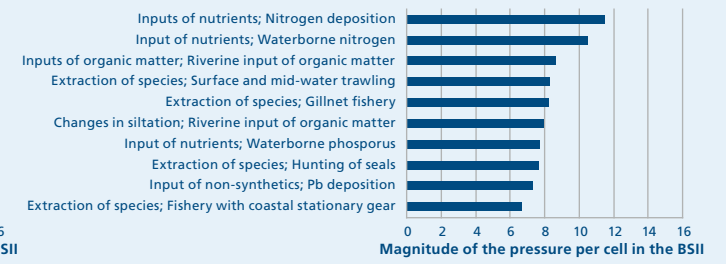 Inputs of nutrients; Nitrogen deposition
Input of nutrients; Waterborne nitrogen
Inputs of organic matter; Riverine input of organic matter
Extraction of species; Surface and mid-water trawling
Extraction of species; Gillnet fishery
Changes in siltation; Riverine input of organic matter
Input of nutrients; Waterborne phosporus
Extraction of species; Hunting of seals
Input of non-synthetics; Pb deposition
Extraction of species; Fishery with coastal stationary gear
0 2 4 6 8 10 12 14 16
SII Magnitude of the pressure per cell in the BSII